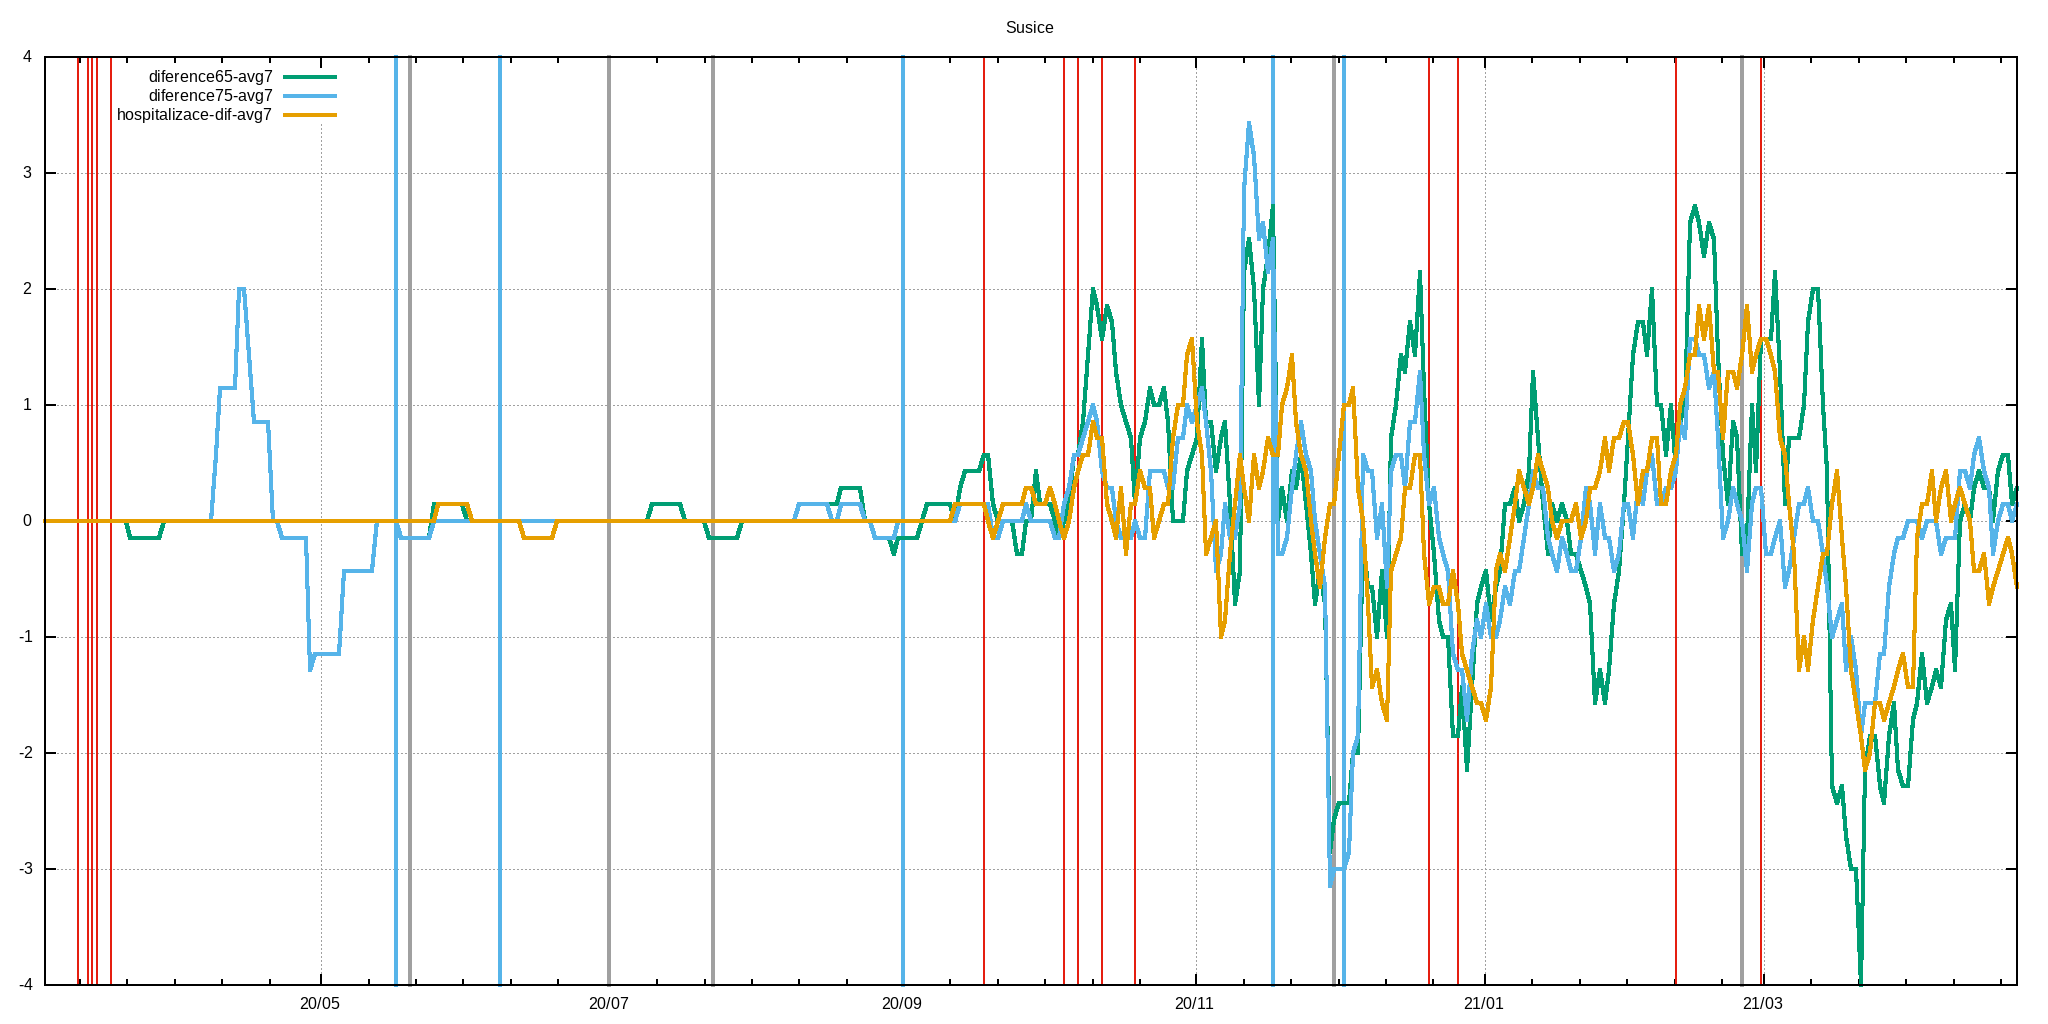 Susice
diference65-avg7
diference75-avg7
hospitalizace-dif-avg7
4
3
2
1
0
-1
-2
-3
-4
20/05 20/07 20/09 20/11 21/01 21/03